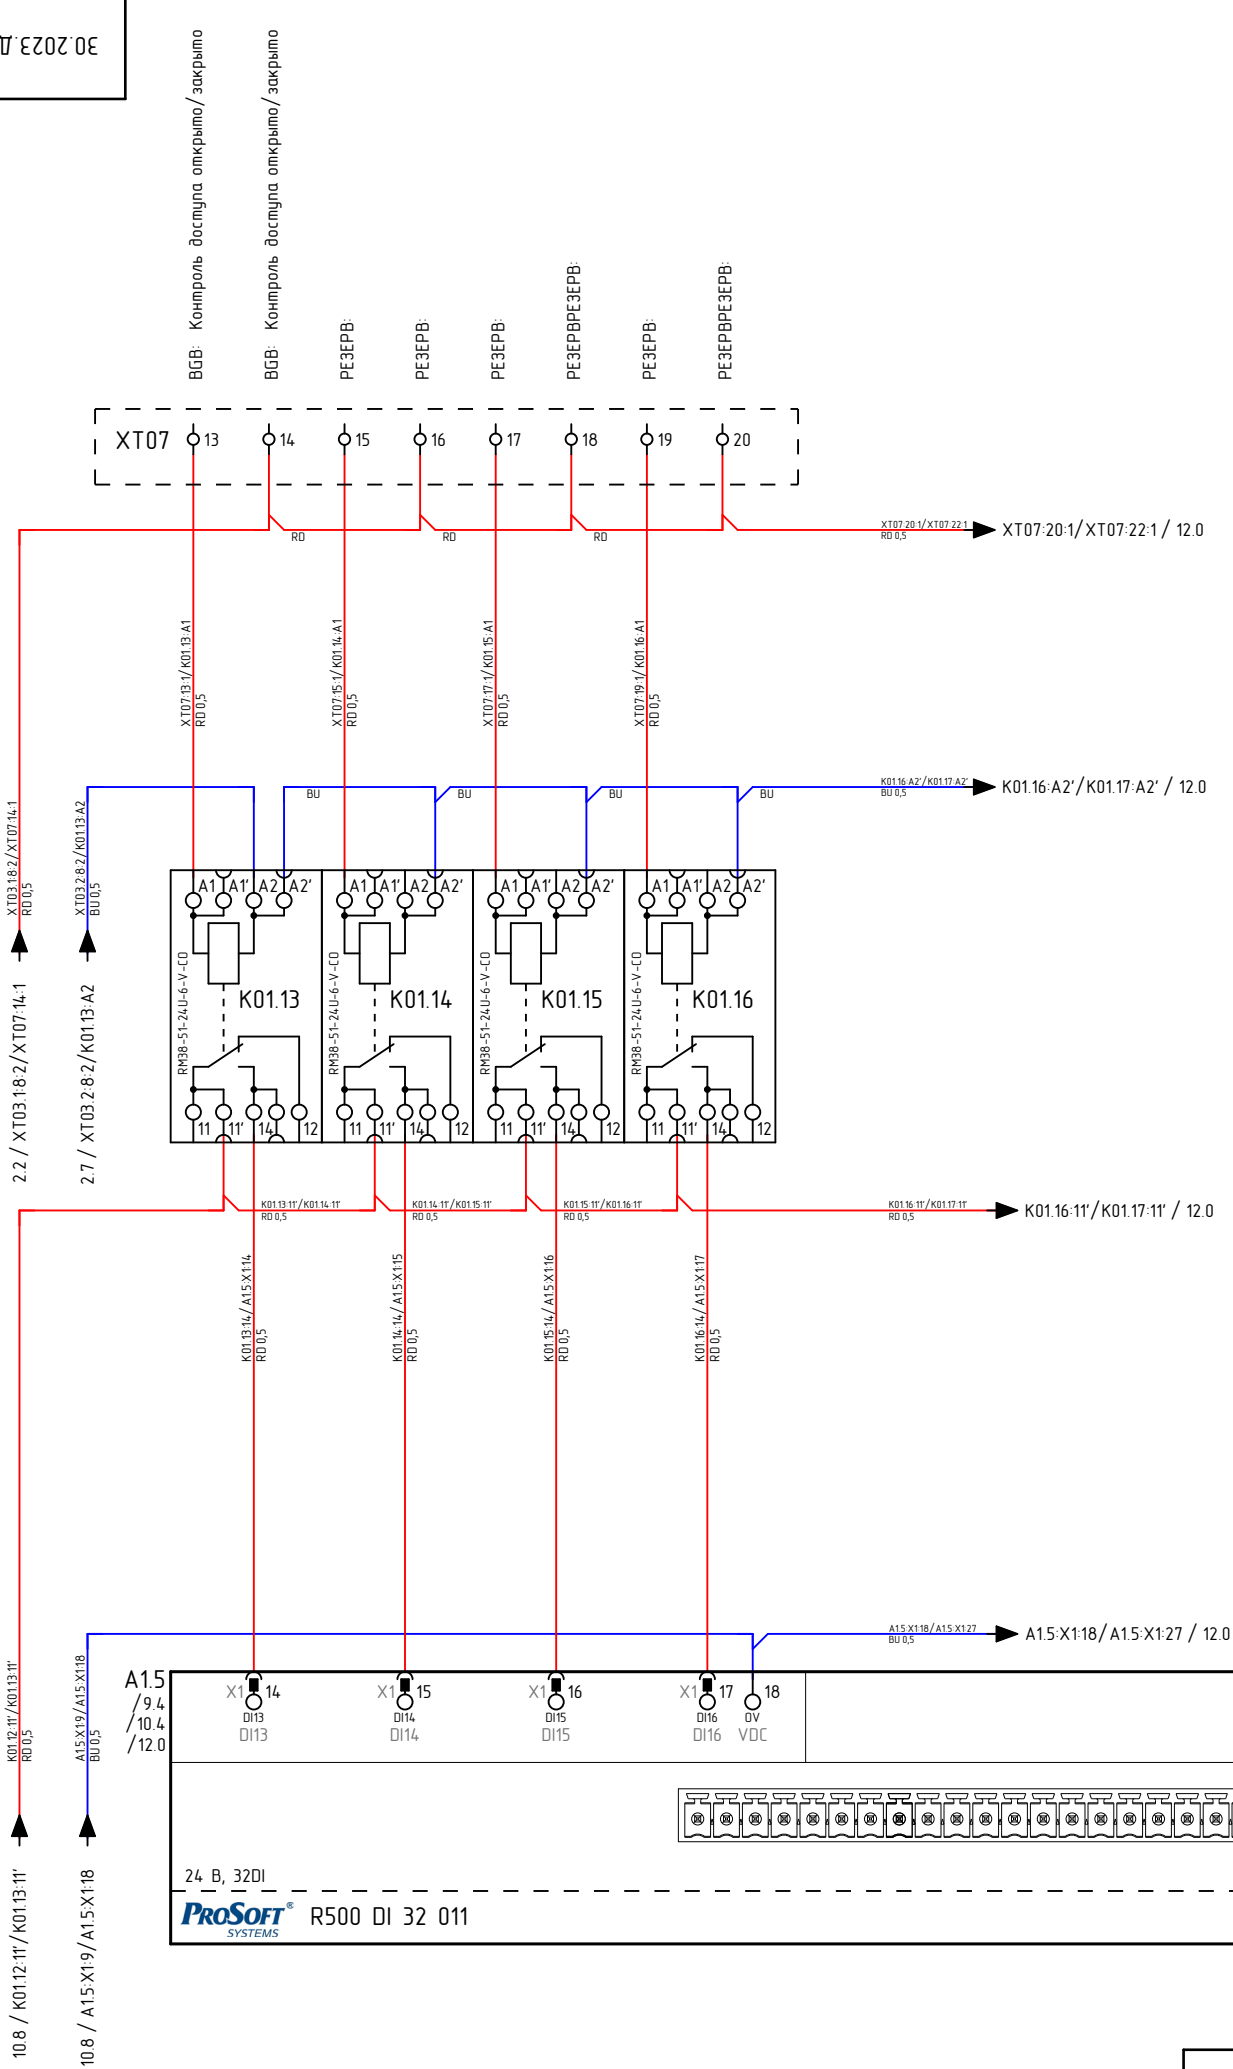 30.2023.Д
BGB: Контроль доступа открыто/закрыто
BGB: Контроль доступа открыто/закрыто
РЕЗЕРВ:
РЕЗЕРВ:
РЕЗЕРВ:
РЕЗЕРВРЕЗЕРВ:
РЕЗЕРВ:
РЕЗЕРВРЕЗЕРВ:
XT07 13 14 15 16 17 18 19 20
RD RD RD
XT07:20:1/XT07:22:1
RD 0,5
XT07:20:1/XT07:22:1 / 12.0
XT07:13:1/K01.13:A1
RD 0,5
XT07:15:1/K01.14:A1
RD 0,5
XT07:17:1/K01.15:A1
RD 0,5
XT07:19:1/K01.16:A1
RD 0,5
XT03.1:8:2/XT07:14:1
RD 0,5
XT03.2:8:2/K01.13:A2
BU 0,5
BU BU BU BU
K01.16:A2'/K01.17:A2'
BU 0,5
K01.16:A2'/K01.17:A2' / 12.0
2.2 / XT03.1:8:2/XT07:14:1
2.7 / XT03.2:8:2/K01.13:A2
A1 A1' A2 A2' A1 A1' A2 A2' A1 A1' A2 A2' A1 A1' A2 A2'
RM38-51-24U-6-V-CO
K01.13
RM38-51-24U-6-V-CO
K01.14
RM38-51-24U-6-V-CO
K01.15
RM38-51-24U-6-V-CO
K01.16
11 11' 14 12 11 11' 14 12 11 11' 14 12 11 11' 14 12
K01.13:11'/K01.14:11'
RD 0,5
K01.14:11'/K01.15:11'
RD 0,5
K01.15:11'/K01.16:11'
RD 0,5
K01.16:11'/K01.17:11'
RD 0,5
K01.16:11'/K01.17:11' / 12.0
K01.13:14/A1.5:X1:14
RD 0,5
K01.14:14/A1.5:X1:15
RD 0,5
K01.15:14/A1.5:X1:16
RD 0,5
K01.16:14/A1.5:X1:17
RD 0,5
A1.5:X1:18/A1.5:X1:27
BU 0,5
A1.5:X1:18/A1.5:X1:27 / 12.0
K01.12:11'/K01.13:11'
RD 0,5
A1.5:X1:9/A1.5:X1:18
BU 0,5
10.8 / K01.12:11'/K01.13:11'
10.8 / A1.5:X1:9/A1.5:X1:18
A1.5
/9.4
/10.4
/12.0
X1 14 X1 15 X1 16 X1 17 18
DI13 DI14 DI15 DI16 0V
DI13 DI14 DI15 DI16 VDC
24 В, 32DI
PROSOFT®
SYSTEMS
R500 DI 32 011